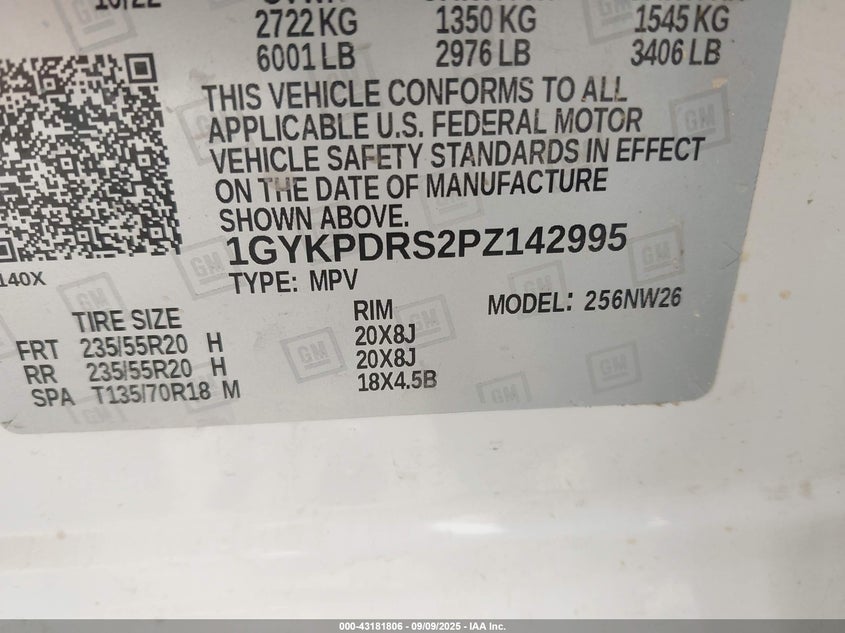 10/22
2722 KG 1350 KG 1545 KG
6001 LB 2976 LB 3406 LB
THIS VEHICLE CONFORMS TO ALL
APPLICABLE U.S. FEDERAL MOTOR
VEHICLE SAFETY STANDARDS IN EFFECT
ON THE DATE OF MANUFACTURE
SHOWN ABOVE.
1GYKPDRS2PZ142995
140X
TYPE: MPV
TIRE SIZE RIM MODEL: 256NW26
FRT 235/55R20 H 20X8J
RR 235/55R20 H 20X8J
SPA T135/70R18 M 18X4.5B
GM
000-43181806 - 09/09/2025 - IAA Inc.